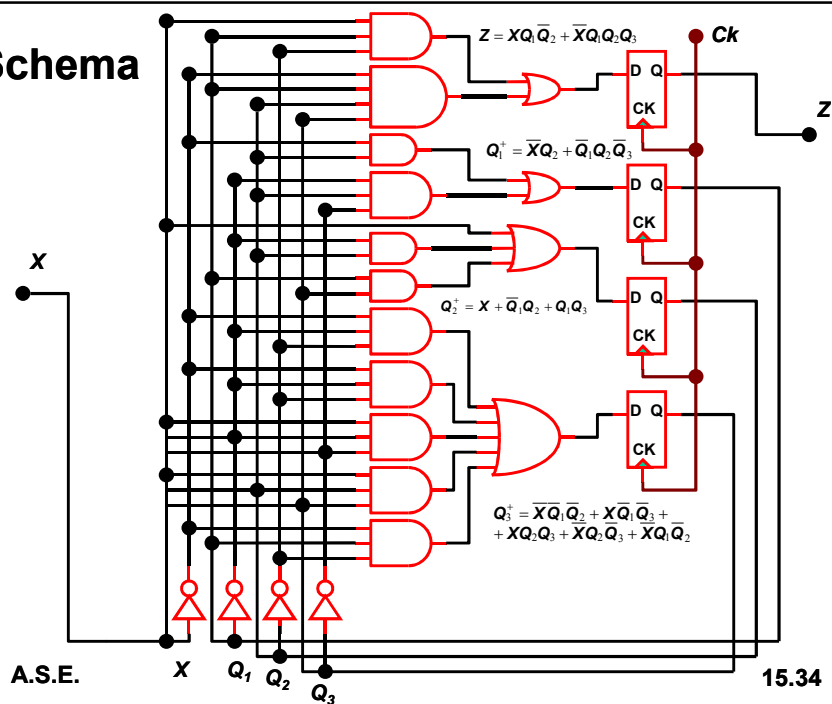 Schema
Z = XQ₁Q̅₂ + X̅Q₁Q₂Q₃
Ck
D Q
CK
Z
Q₁⁺ = X̅Q₂ + Q̅₁Q₂Q̅₃
D Q
CK
X
Q₂⁺ = X + Q̅₁Q₂ + Q₁Q₃
D Q
CK
D Q
CK
Q₃⁺ = X̅Q̅₁Q̅₂ + XQ̅₁Q̅₃ +
+ XQ₂Q₃ + X̅Q₂Q̅₃ + X̅Q₁Q̅₂
A.S.E.
X
Q₁
Q₂
Q₃
15.34